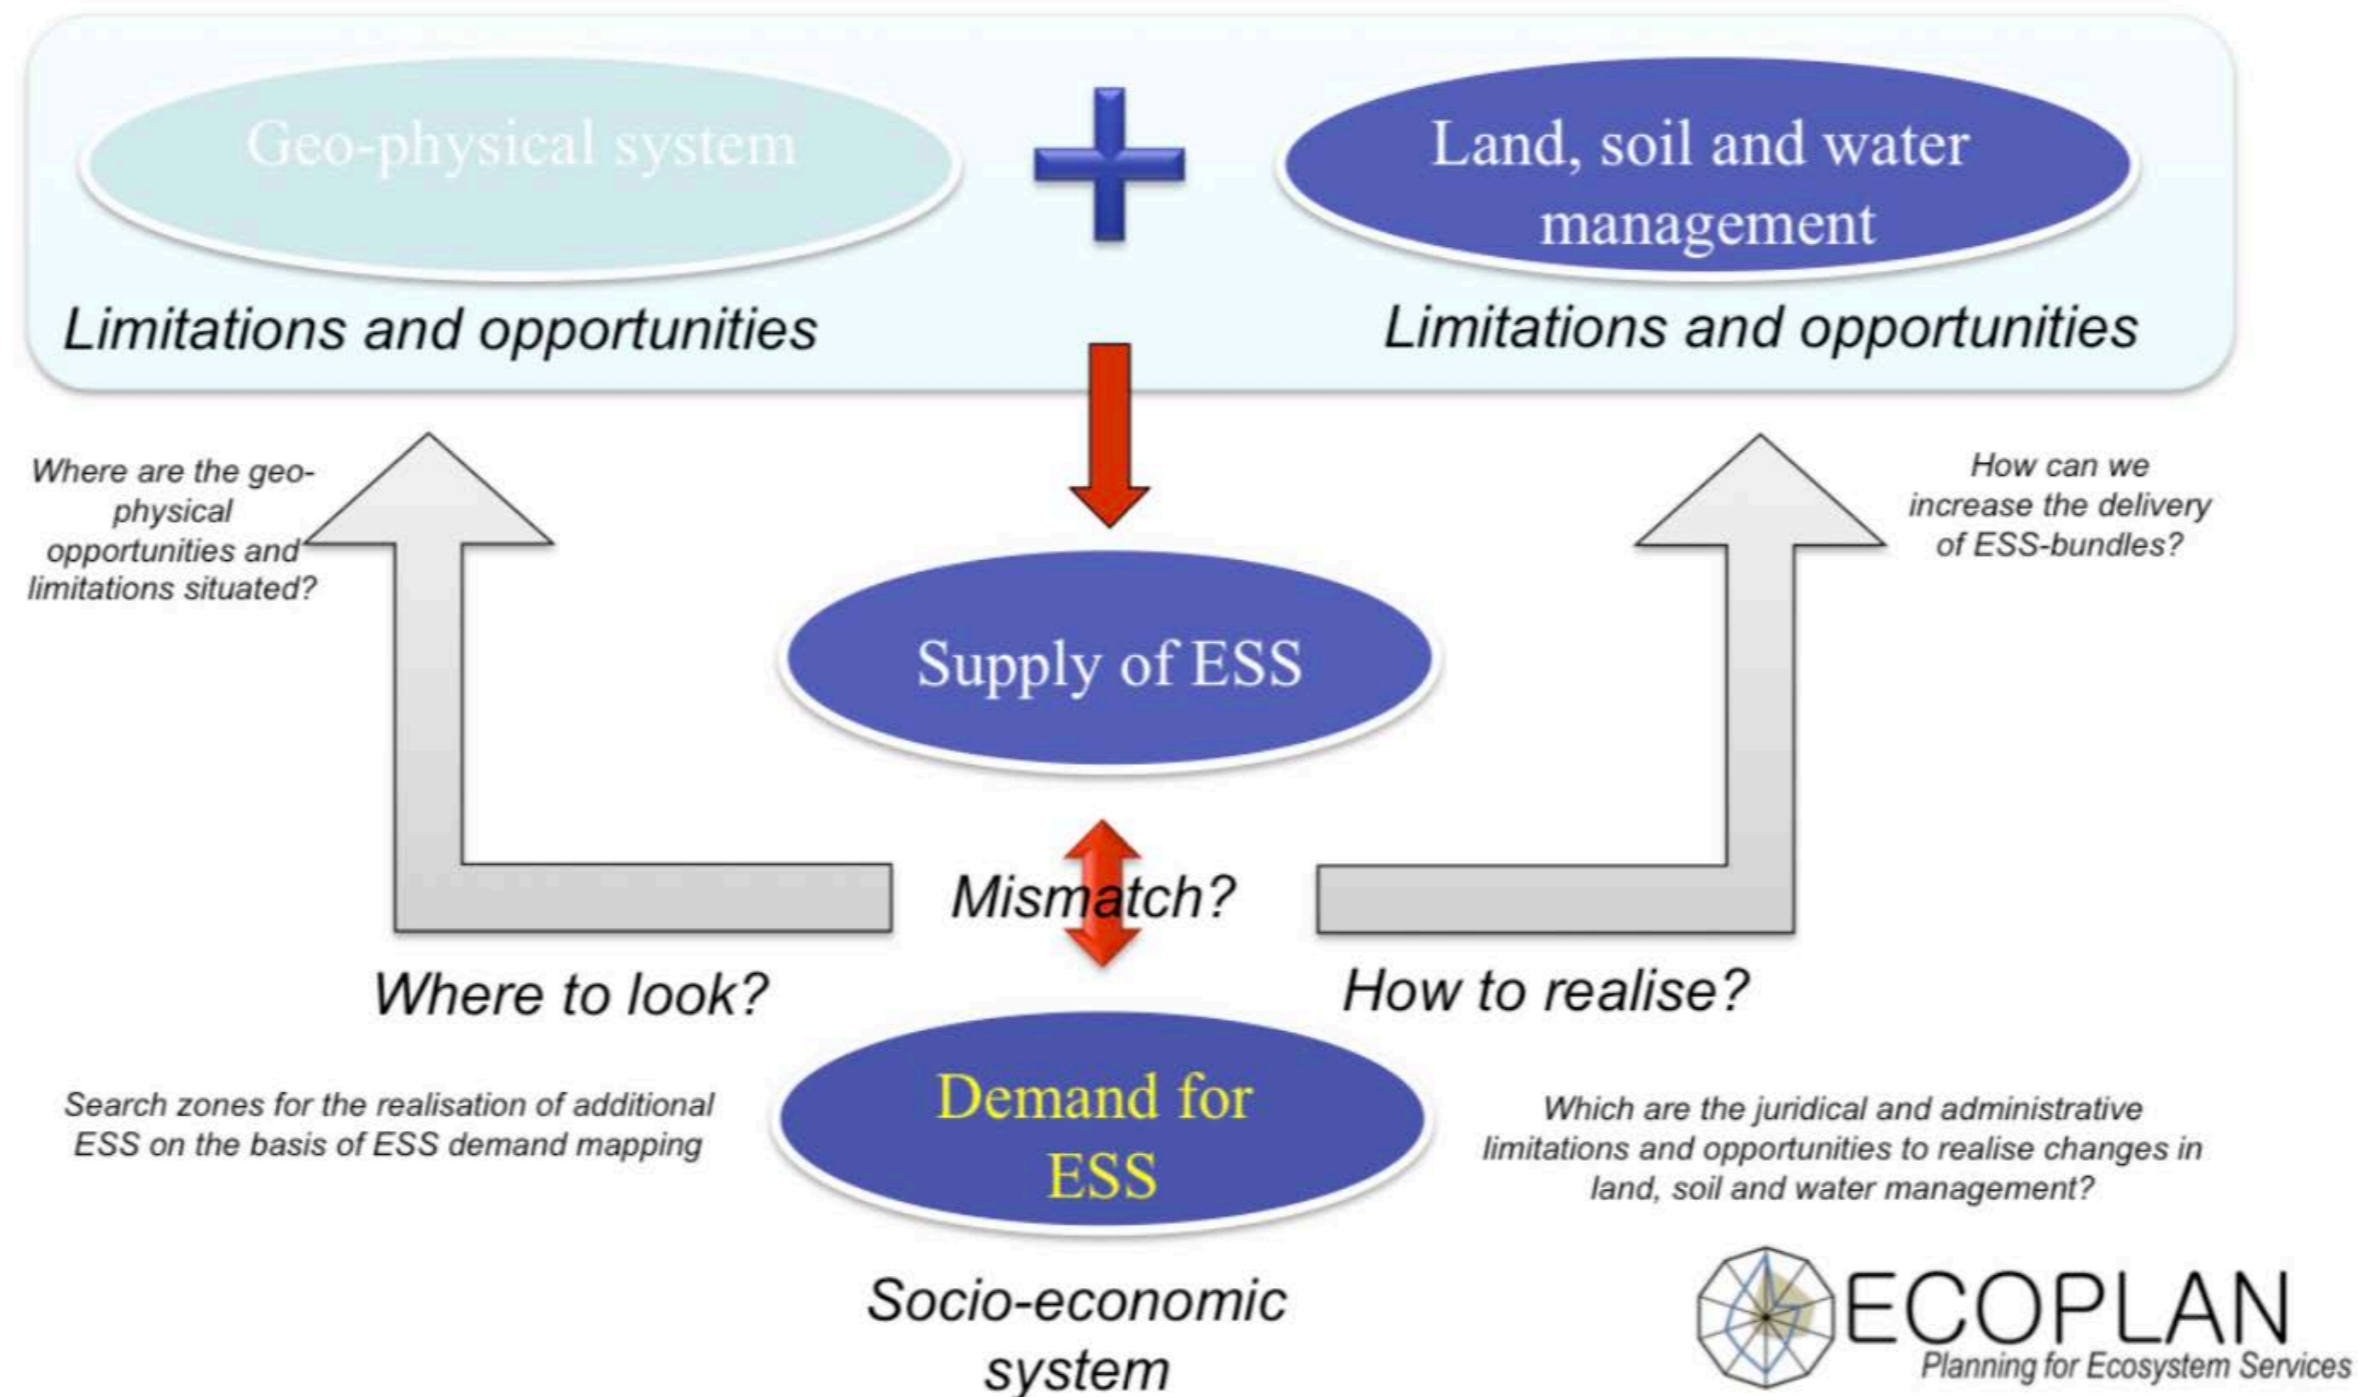 Geo-physical system
Land, soil and water
management
Limitations and opportunities
Limitations and opportunities
Where are the geo-
physical
opportunities and
limitations situated?
How can we
increase the delivery
of ESS-bundles?
Supply of ESS
Mismatch?
Where to look?
How to realise?
Search zones for the realisation of additional
ESS on the basis of ESS demand mapping
Demand for
ESS
Which are the juridical and administrative
limitations and opportunities to realise changes in
land, soil and water management?
Socio-economic
system
ECOPLAN
Planning for Ecosystem Services